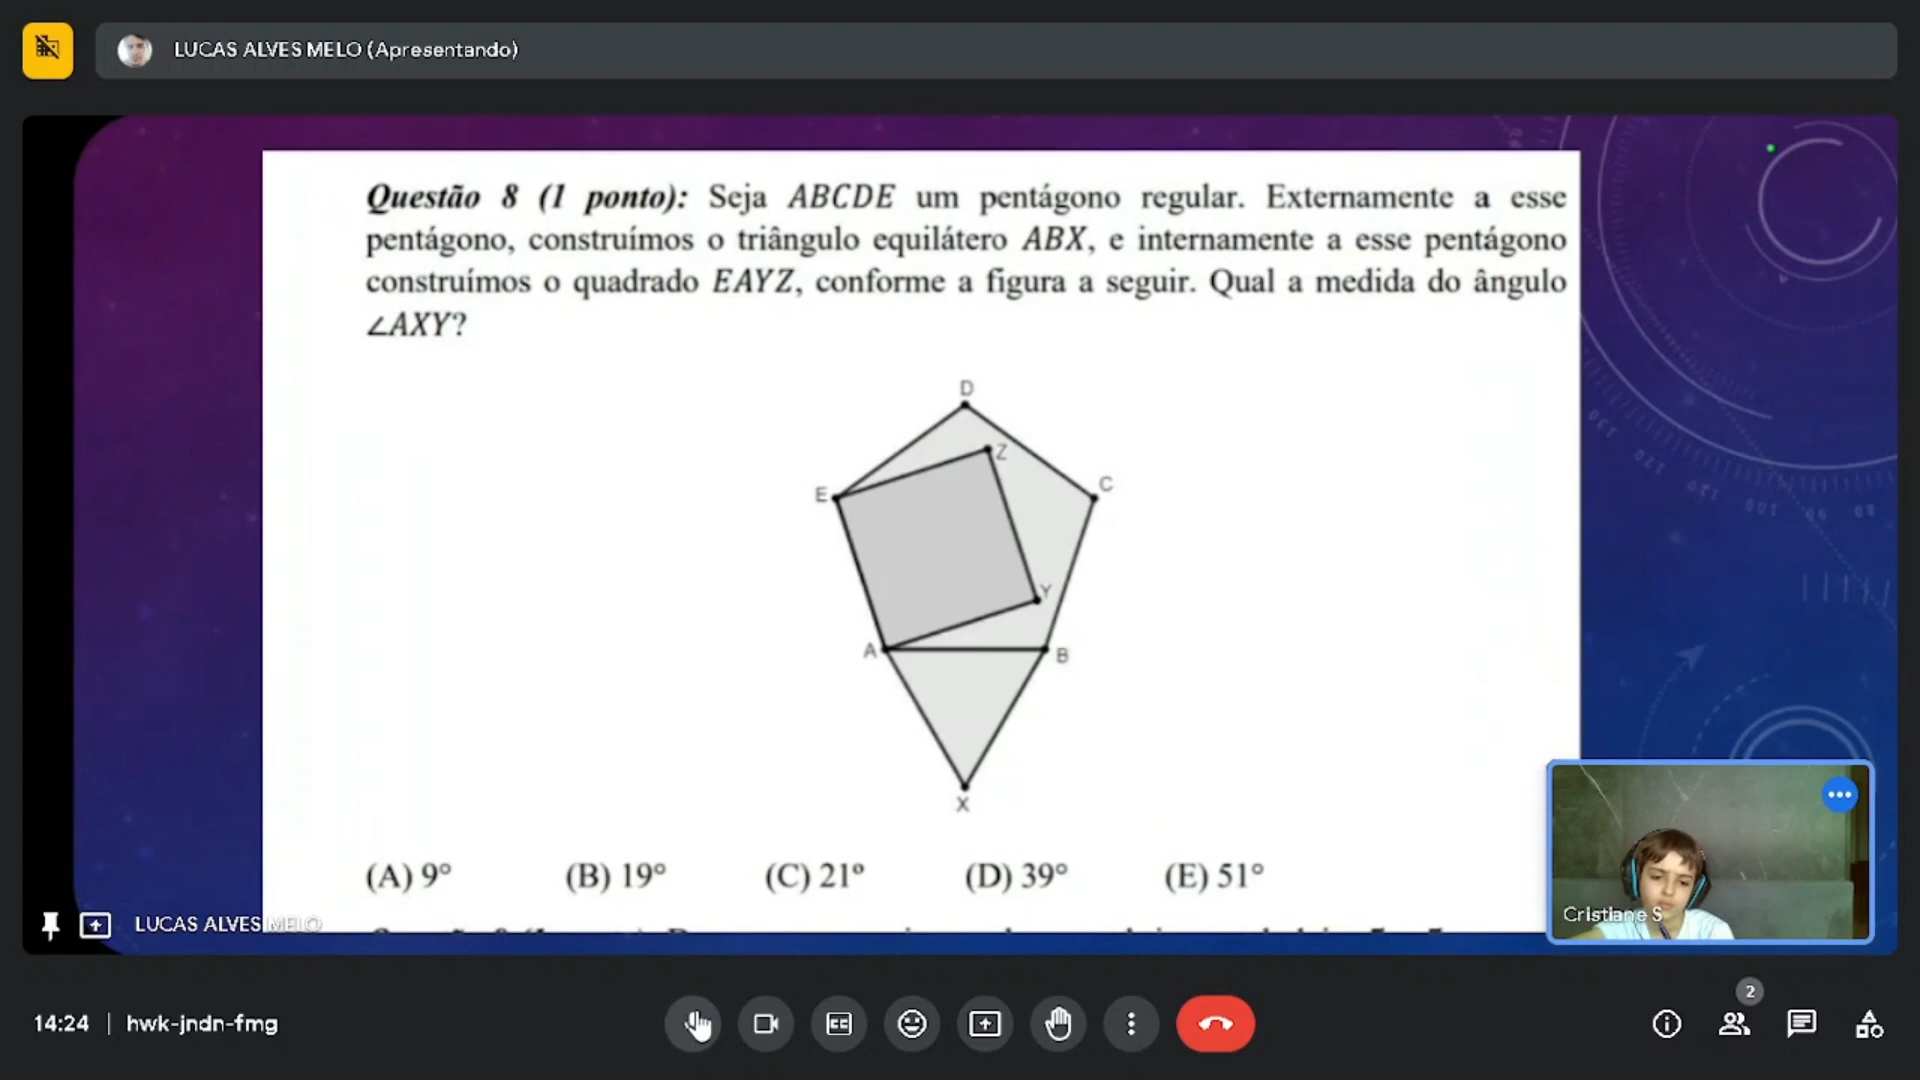 LUCAS ALVES MELO (Apresentando)
Questão 8 (1 ponto): Seja ABCDE um pentágono regular. Externamente a esse
pentágono, construímos o triângulo equilátero ABX, e internamente a esse pentágono
construímos o quadrado EAYZ, conforme a figura a seguir. Qual a medida do ângulo
∠AXY?
D
Z
C
E
Y
A
B
X
(A) 9° (B) 19° (C) 21° (D) 39° (E) 51°
LUCAS ALVES MELO
Cristiane S
14:24 | hwk-jndn-fmg
2